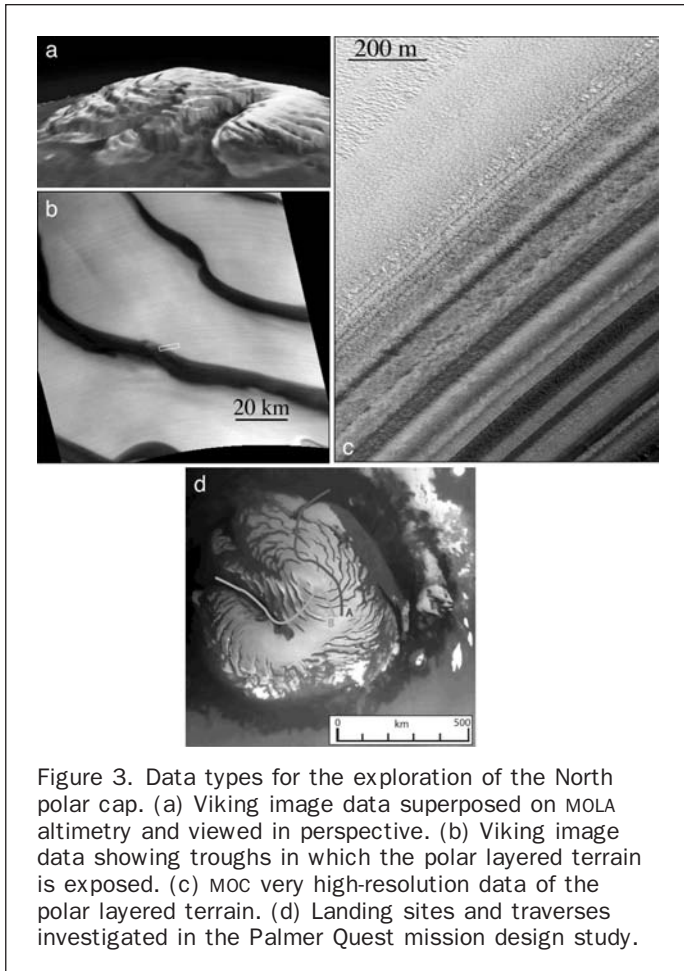 a
200 m
b
20 km
c
d
A
B
0 km 500
Figure 3. Data types for the exploration of the North
polar cap. (a) Viking image data superposed on MOLA
altimetry and viewed in perspective. (b) Viking image
data showing troughs in which the polar layered terrain
is exposed. (c) MOC very high-resolution data of the
polar layered terrain. (d) Landing sites and traverses
investigated in the Palmer Quest mission design study.